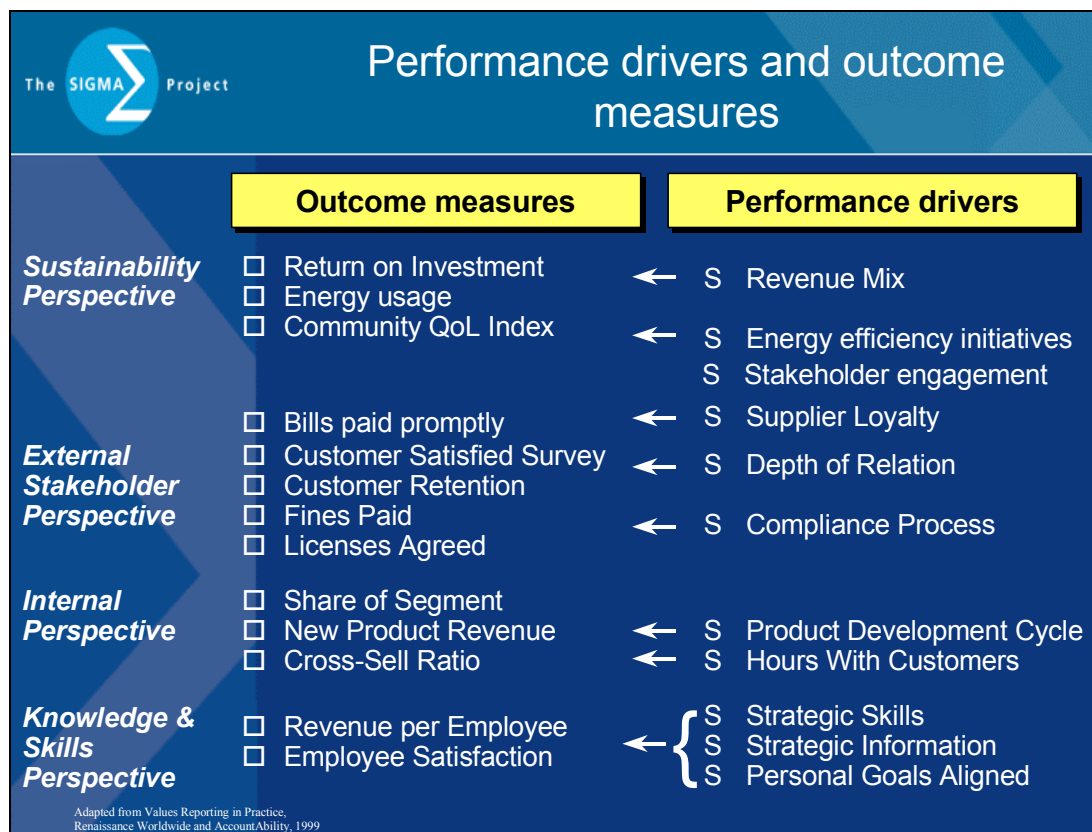 The SIGMA Project
Performance drivers and outcome
measures
Outcome measures
Performance drivers
Sustainability
Perspective
□ Return on Investment
□ Energy usage
□ Community QoL Index
S Revenue Mix
S Energy efficiency initiatives
S Stakeholder engagement
External
Stakeholder
Perspective
□ Bills paid promptly
□ Customer Satisfied Survey
□ Customer Retention
□ Fines Paid
□ Licenses Agreed
S Supplier Loyalty
S Depth of Relation
S Compliance Process
Internal
Perspective
□ Share of Segment
□ New Product Revenue
□ Cross-Sell Ratio
S Product Development Cycle
S Hours With Customers
Knowledge &
Skills
Perspective
□ Revenue per Employee
□ Employee Satisfaction
S Strategic Skills
S Strategic Information
S Personal Goals Aligned
Adapted from Values Reporting in Practice,
Renaissance Worldwide and AccountAbility, 1999